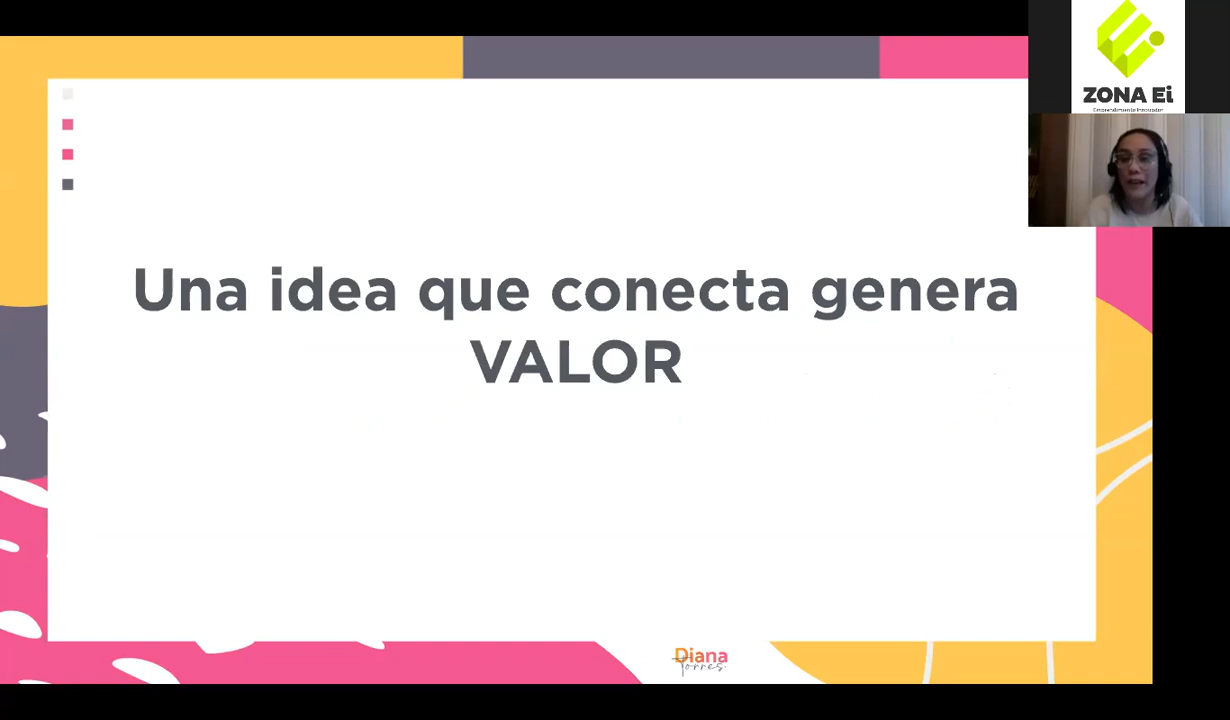 ZONA Ei
Una idea que conecta genera
VALOR
Diana
Torres